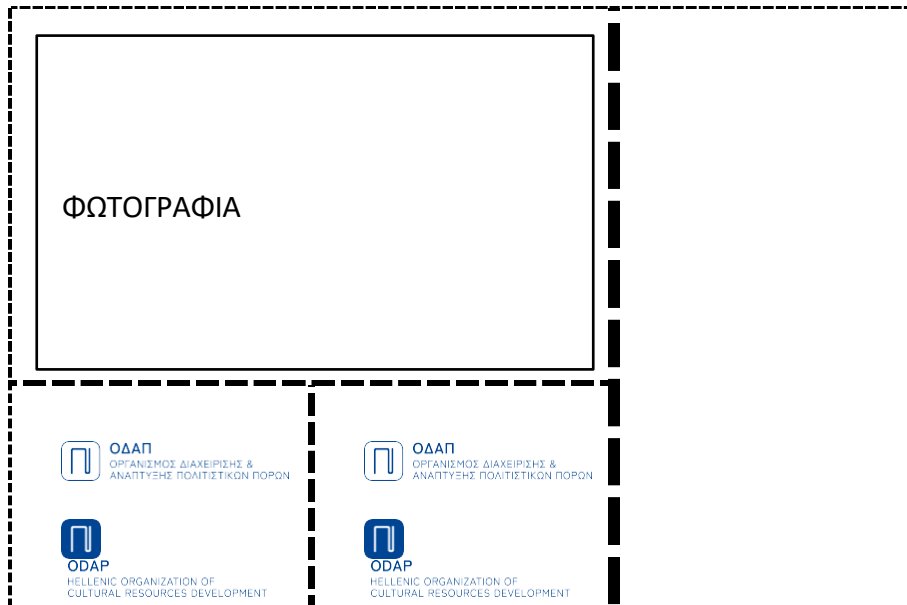 ΦΩΤΟΓΡΑΦΙΑ
ΟΔΑΠ
ΟΡΓΑΝΙΣΜΟΣ ΔΙΑΧΕΙΡΙΣΗΣ &
ΑΝΑΠΤΥΞΗΣ ΠΟΛΙΤΙΣΤΙΚΩΝ ΠΟΡΩΝ
ODAP
HELLENIC ORGANIZATION OF
CULTURAL RESOURCES DEVELOPMENT
ΟΔΑΠ
ΟΡΓΑΝΙΣΜΟΣ ΔΙΑΧΕΙΡΙΣΗΣ &
ΑΝΑΠΤΥΞΗΣ ΠΟΛΙΤΙΣΤΙΚΩΝ ΠΟΡΩΝ
ODAP
HELLENIC ORGANIZATION OF
CULTURAL RESOURCES DEVELOPMENT